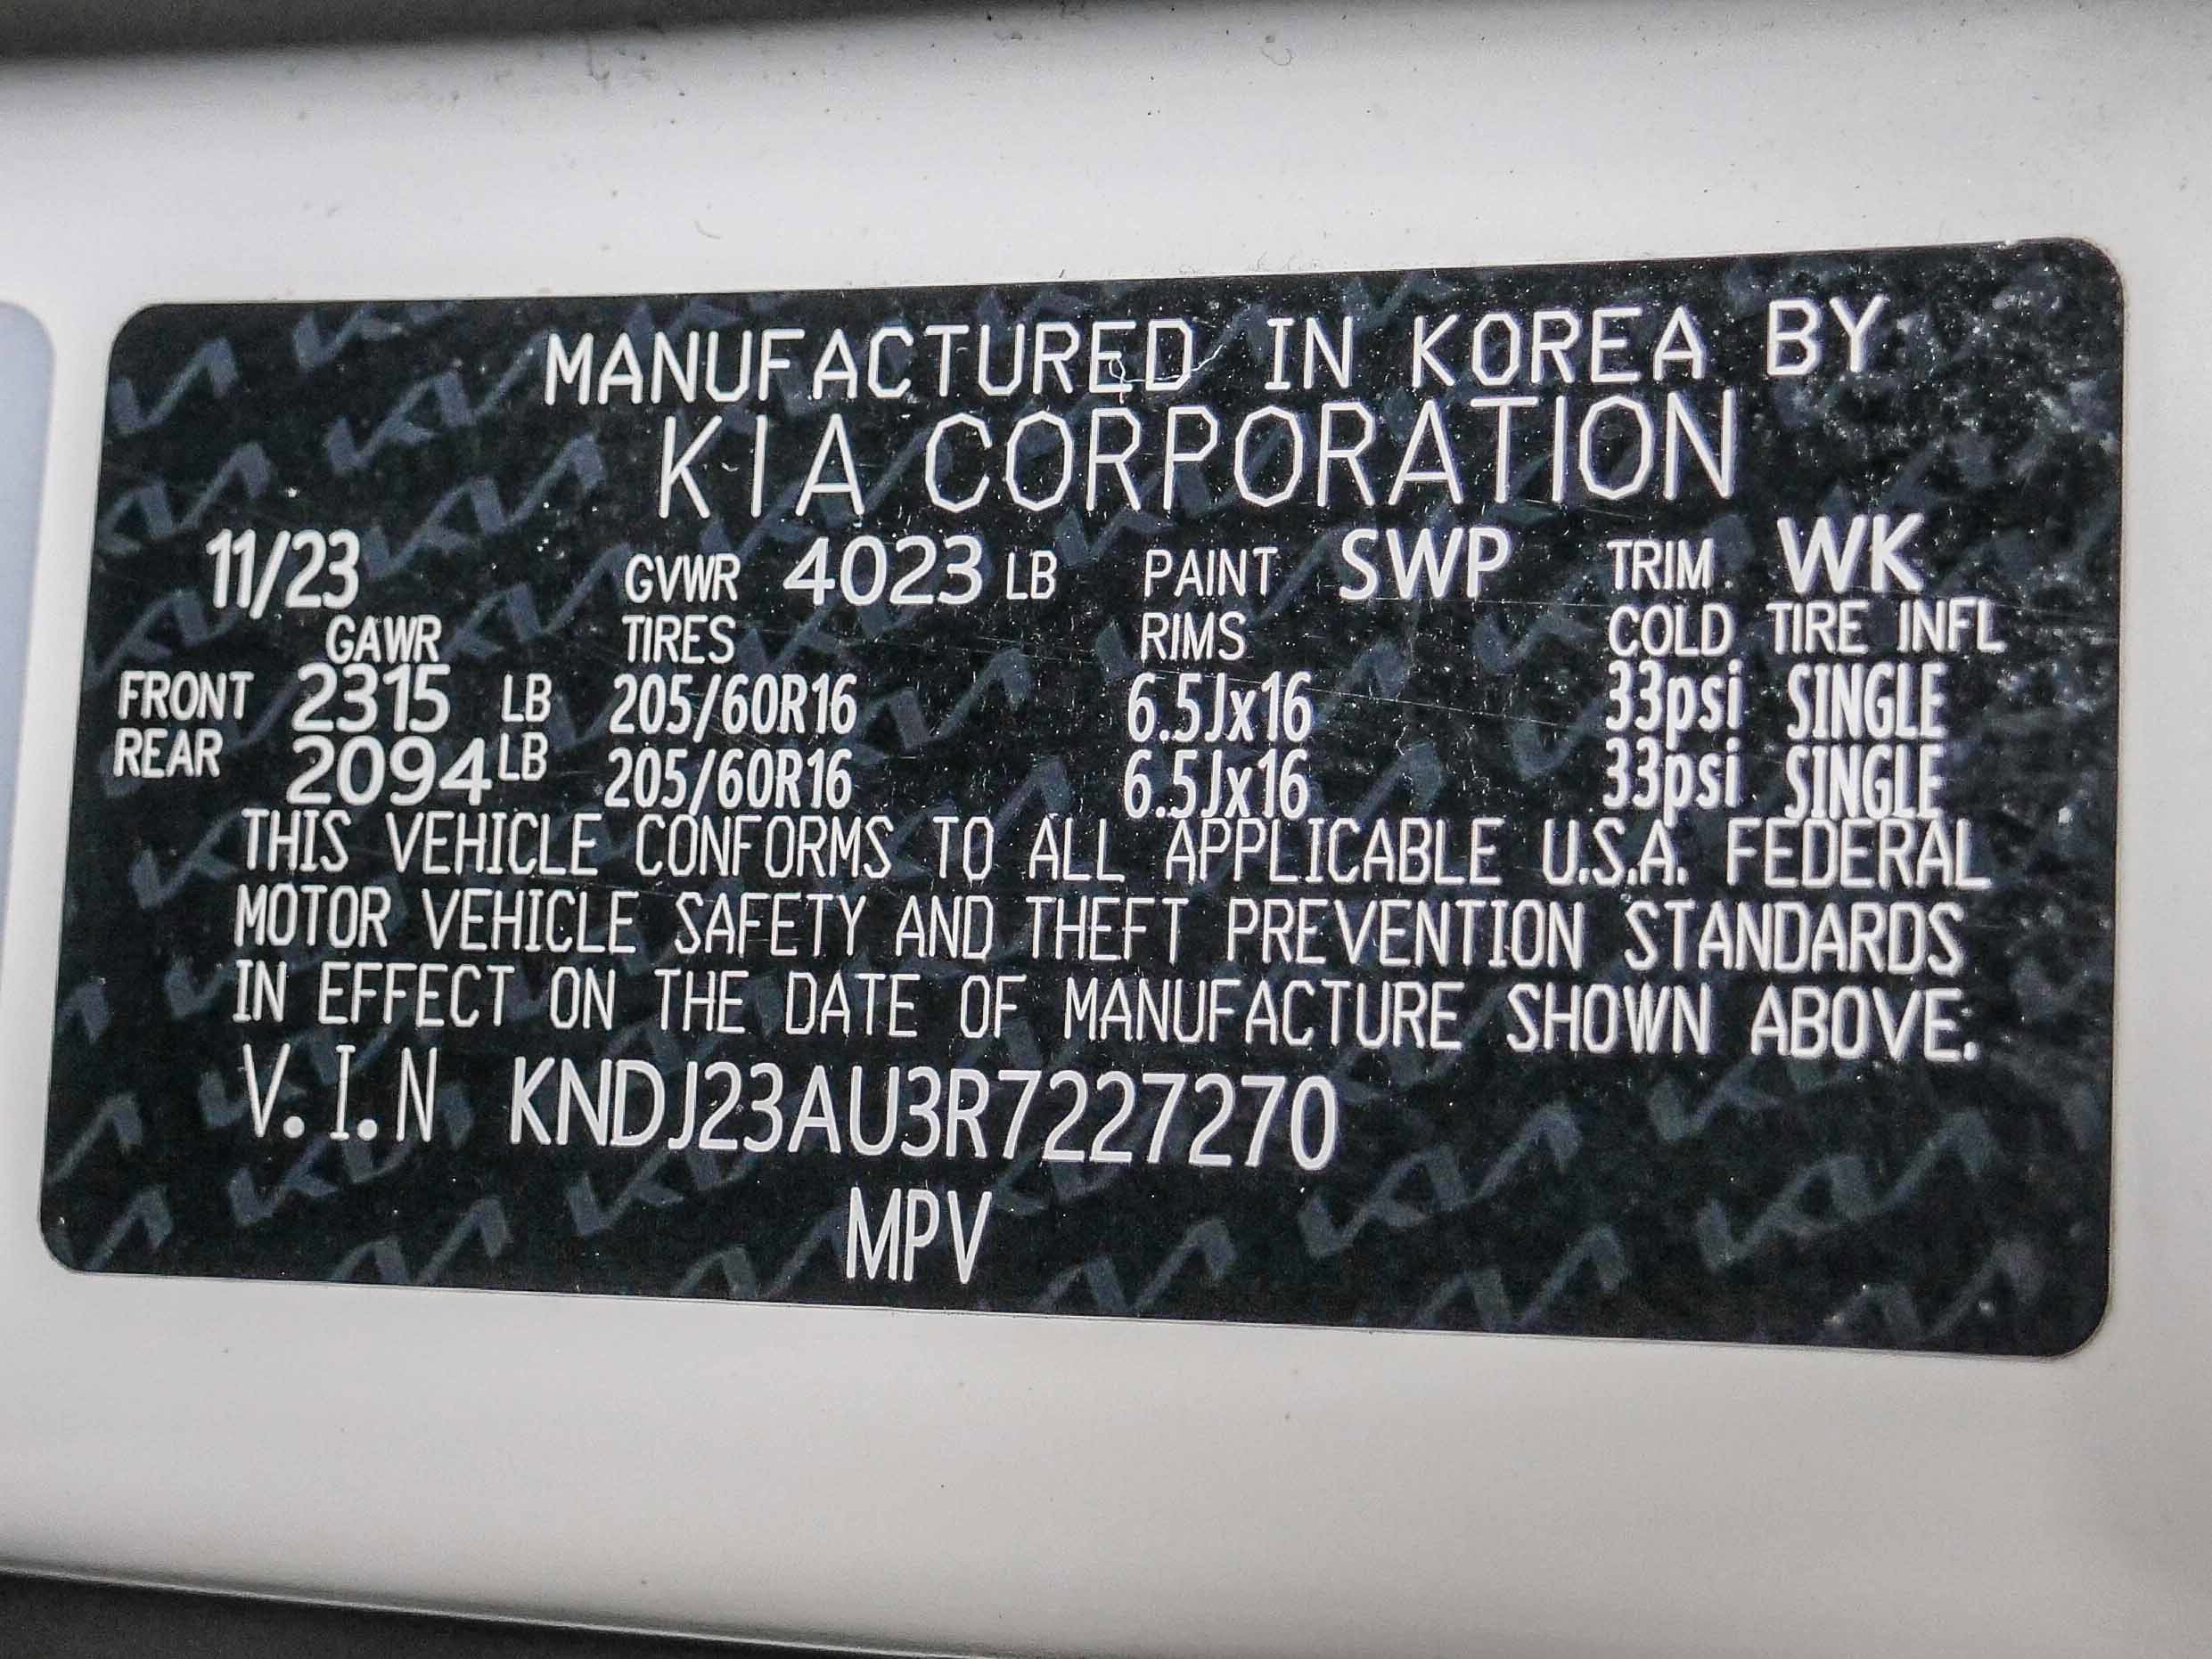 MANUFACTURED IN KOREA BY
KIA CORPORATION
11/23 GVWR 4023 LB PAINT SWP TRIM WK
GAWR TIRES RIMS COLD TIRE INFL
FRONT 2315 LB 205/60R16 6.5Jx16 33psi SINGLE
REAR 2094 LB 205/60R16 6.5Jx16 33psi SINGLE
THIS VEHICLE CONFORMS TO ALL APPLICABLE U.S.A. FEDERAL
MOTOR VEHICLE SAFETY AND THEFT PREVENTION STANDARDS
IN EFFECT ON THE DATE OF MANUFACTURE SHOWN ABOVE.
V.I.N KNDJ23AU3R7227270
MPV